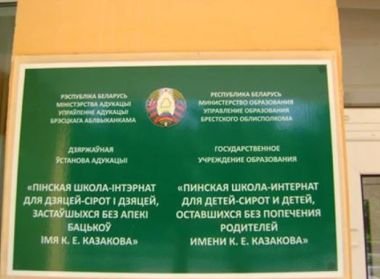 РЭСПУБЛІКА БЕЛАРУСЬ
МІНІСТЭРСТВА АДУКАЦЫІ
УПРАЎЛЕННЕ АДУКАЦЫІ
БРЭСЦКАГА АБЛВЫКАНКАМА
ДЗЯРЖАЎНАЯ
ЎСТАНОВА АДУКАЦЫІ
«ПІНСКАЯ ШКОЛА-ІНТЭРНАТ
ДЛЯ ДЗЯЦЕЙ-СІРОТ І ДЗЯЦЕЙ,
ЗАСТАЎШЫХСЯ БЕЗ АПЕКІ
БАЦЬКОЎ
ІМЯ К. Е. КАЗАКОВА»
РЕСПУБЛИКА БЕЛАРУСЬ
МИНИСТЕРСТВО ОБРАЗОВАНИЯ
УПРАВЛЕНИЕ ОБРАЗОВАНИЯ
БРЕСТСКОГО ОБЛИСПОЛКОМА
ГОСУДАРСТВЕННОЕ
УЧРЕЖДЕНИЕ ОБРАЗОВАНИЯ
«ПИНСКАЯ ШКОЛА-ИНТЕРНАТ
ДЛЯ ДЕТЕЙ-СИРОТ И ДЕТЕЙ,
ОСТАВШИХСЯ БЕЗ ПОПЕЧЕНИЯ
РОДИТЕЛЕЙ
ИМЕНИ К. Е. КАЗАКОВА»